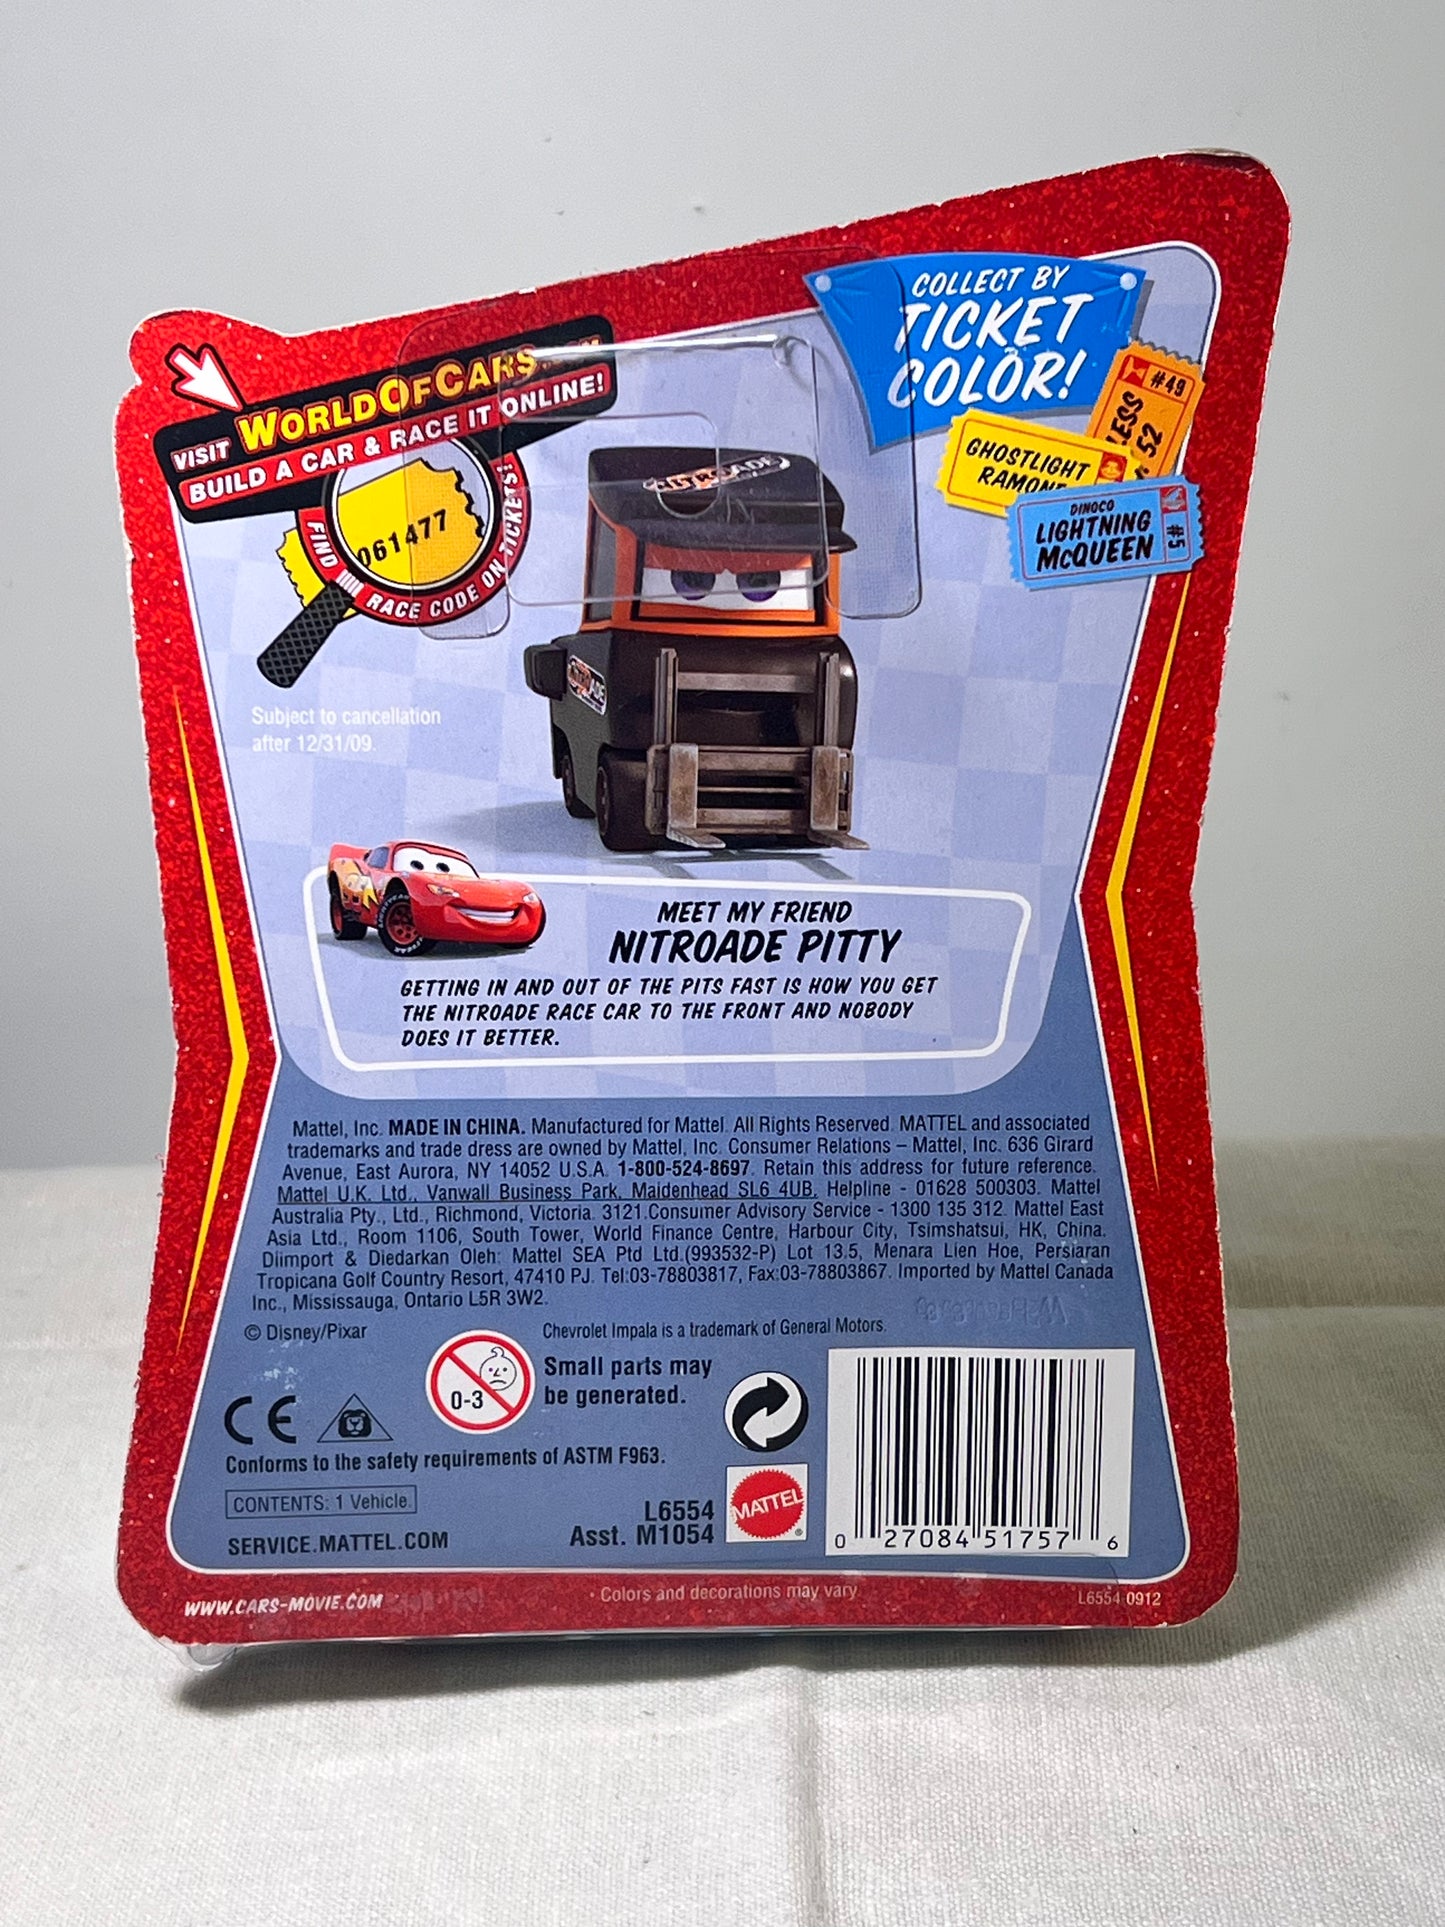 VISIT WORLDOFCARS.COM
BUILD A CAR & RACE IT ONLINE!
061477
FIND RACE CODE ON TICKETS!
COLLECT BY
TICKET
COLOR!
#49
LESS
52
GHOSTLIGHT
RAMONE
DINOCO
LIGHTNING
McQUEEN
#5
NITROADE
Subject to cancellation
after 12/31/09.
MEET MY FRIEND
NITROADE PITTY
GETTING IN AND OUT OF THE PITS FAST IS HOW YOU GET
THE NITROADE RACE CAR TO THE FRONT AND NOBODY
DOES IT BETTER.
Mattel, Inc. MADE IN CHINA. Manufactured for Mattel. All Rights Reserved. MATTEL and associated
trademarks and trade dress are owned by Mattel, Inc. Consumer Relations – Mattel, Inc. 636 Girard
Avenue, East Aurora, NY 14052 U.S.A. 1-800-524-8697. Retain this address for future reference.
Mattel U.K. Ltd., Vanwall Business Park, Maidenhead SL6 4UB. Helpline - 01628 500303. Mattel
Australia Pty., Ltd., Richmond, Victoria. 3121.Consumer Advisory Service - 1300 135 312. Mattel East
Asia Ltd., Room 1106, South Tower, World Finance Centre, Harbour City, Tsimshatsui, HK, China.
Diimport & Diedarkan Oleh: Mattel SEA Ptd Ltd.(993532-P) Lot 13.5, Menara Lien Hoe, Persiaran
Tropicana Golf Country Resort, 47410 PJ. Tel:03-78803817, Fax:03-78803867. Imported by Mattel Canada
Inc., Mississauga, Ontario L5R 3W2.
© Disney/Pixar
Chevrolet Impala is a trademark of General Motors.
0-3
Small parts may
be generated.
CE
Conforms to the safety requirements of ASTM F963.
CONTENTS: 1 Vehicle.
SERVICE.MATTEL.COM
L6554
Asst. M1054
MATTEL
®
0 27084 51757 6
WWW.CARS-MOVIE.COM
• Colors and decorations may vary.
L6554 0912